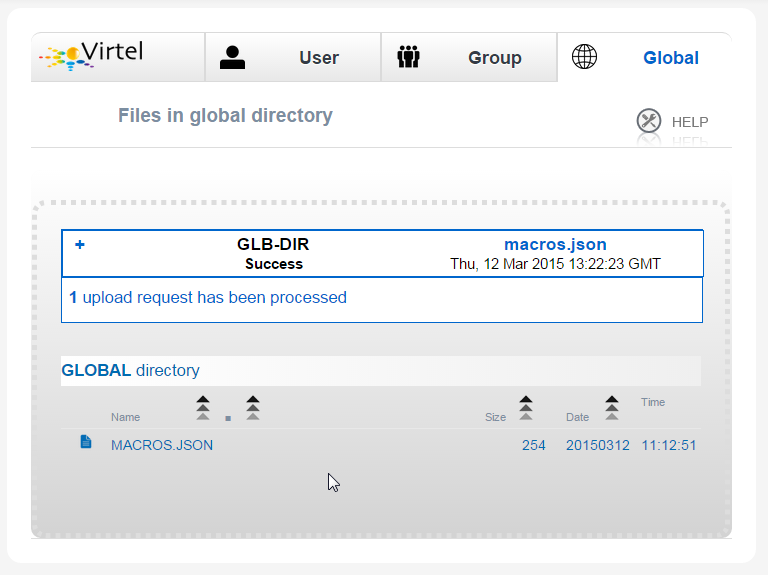 Virtel User Group Global
Files in global directory
HELP
+ GLB-DIR macros.json
Success Thu, 12 Mar 2015 13:22:23 GMT
1 upload request has been processed
GLOBAL directory
Name . Size Date Time
MACROS.JSON 254 20150312 11:12:51